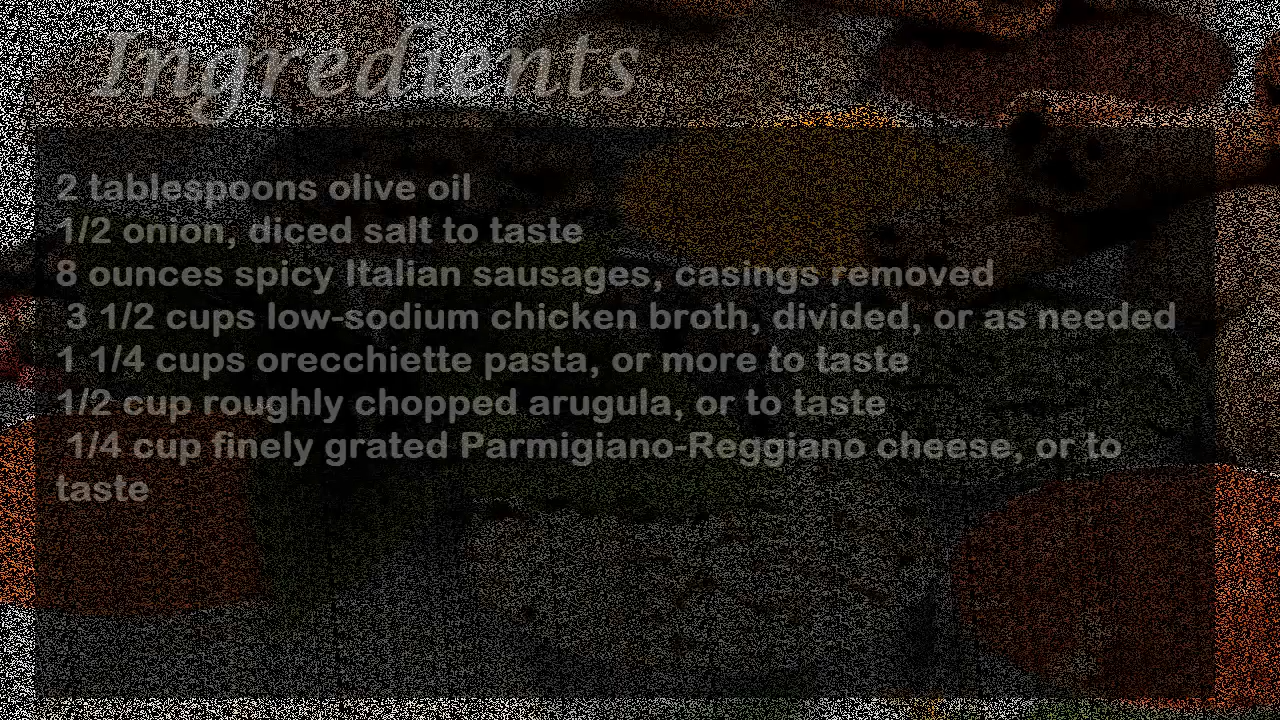 Ingredients
2 tablespoons olive oil
1/2 onion, diced salt to taste
8 ounces spicy Italian sausages, casings removed
3 1/2 cups low-sodium chicken broth, divided, or as needed
1 1/4 cups orecchiette pasta, or more to taste
1/2 cup roughly chopped arugula, or to taste
1/4 cup finely grated Parmigiano-Reggiano cheese, or to
taste